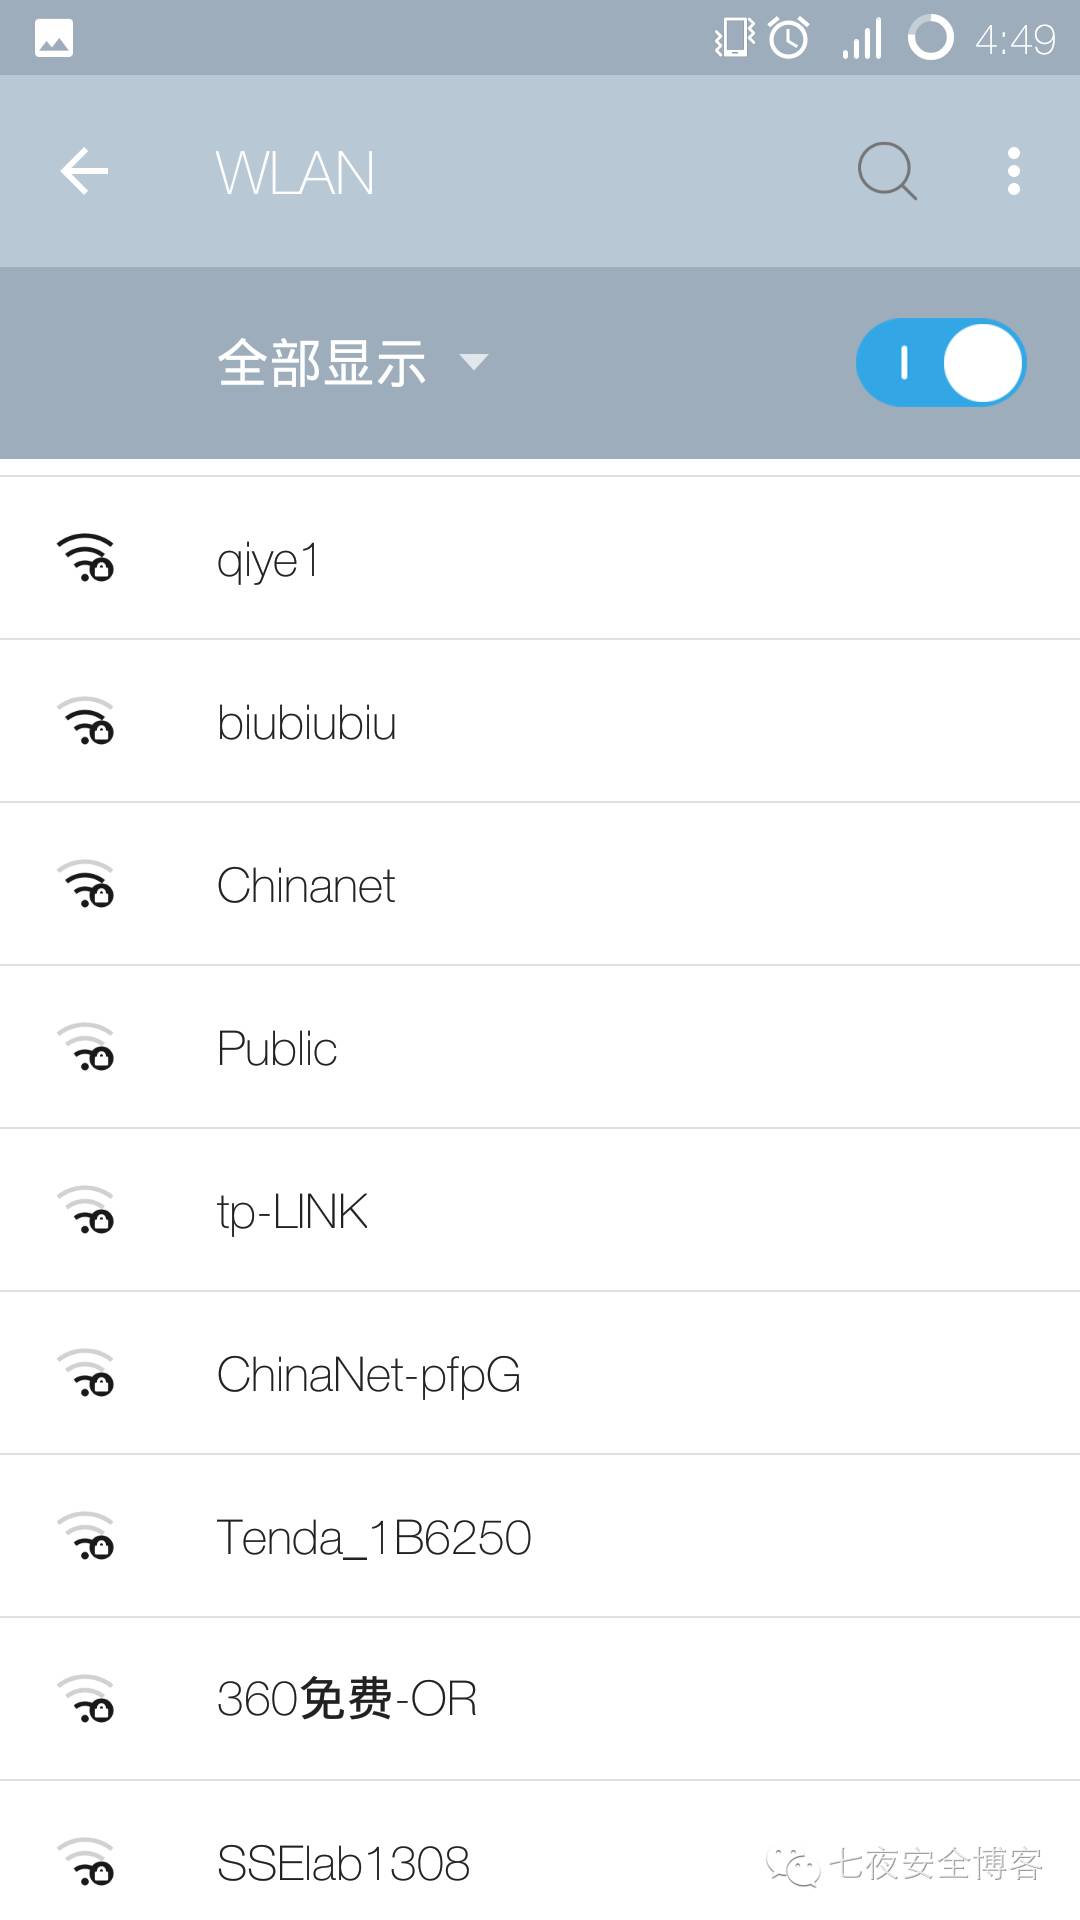 4:49
WLAN
全部显示
qiye1
biubiubiu
Chinanet
Public
tp-LINK
ChinaNet-pfpG
Tenda_1B6250
360免费-OR
SSElab1308
七夜安全博客